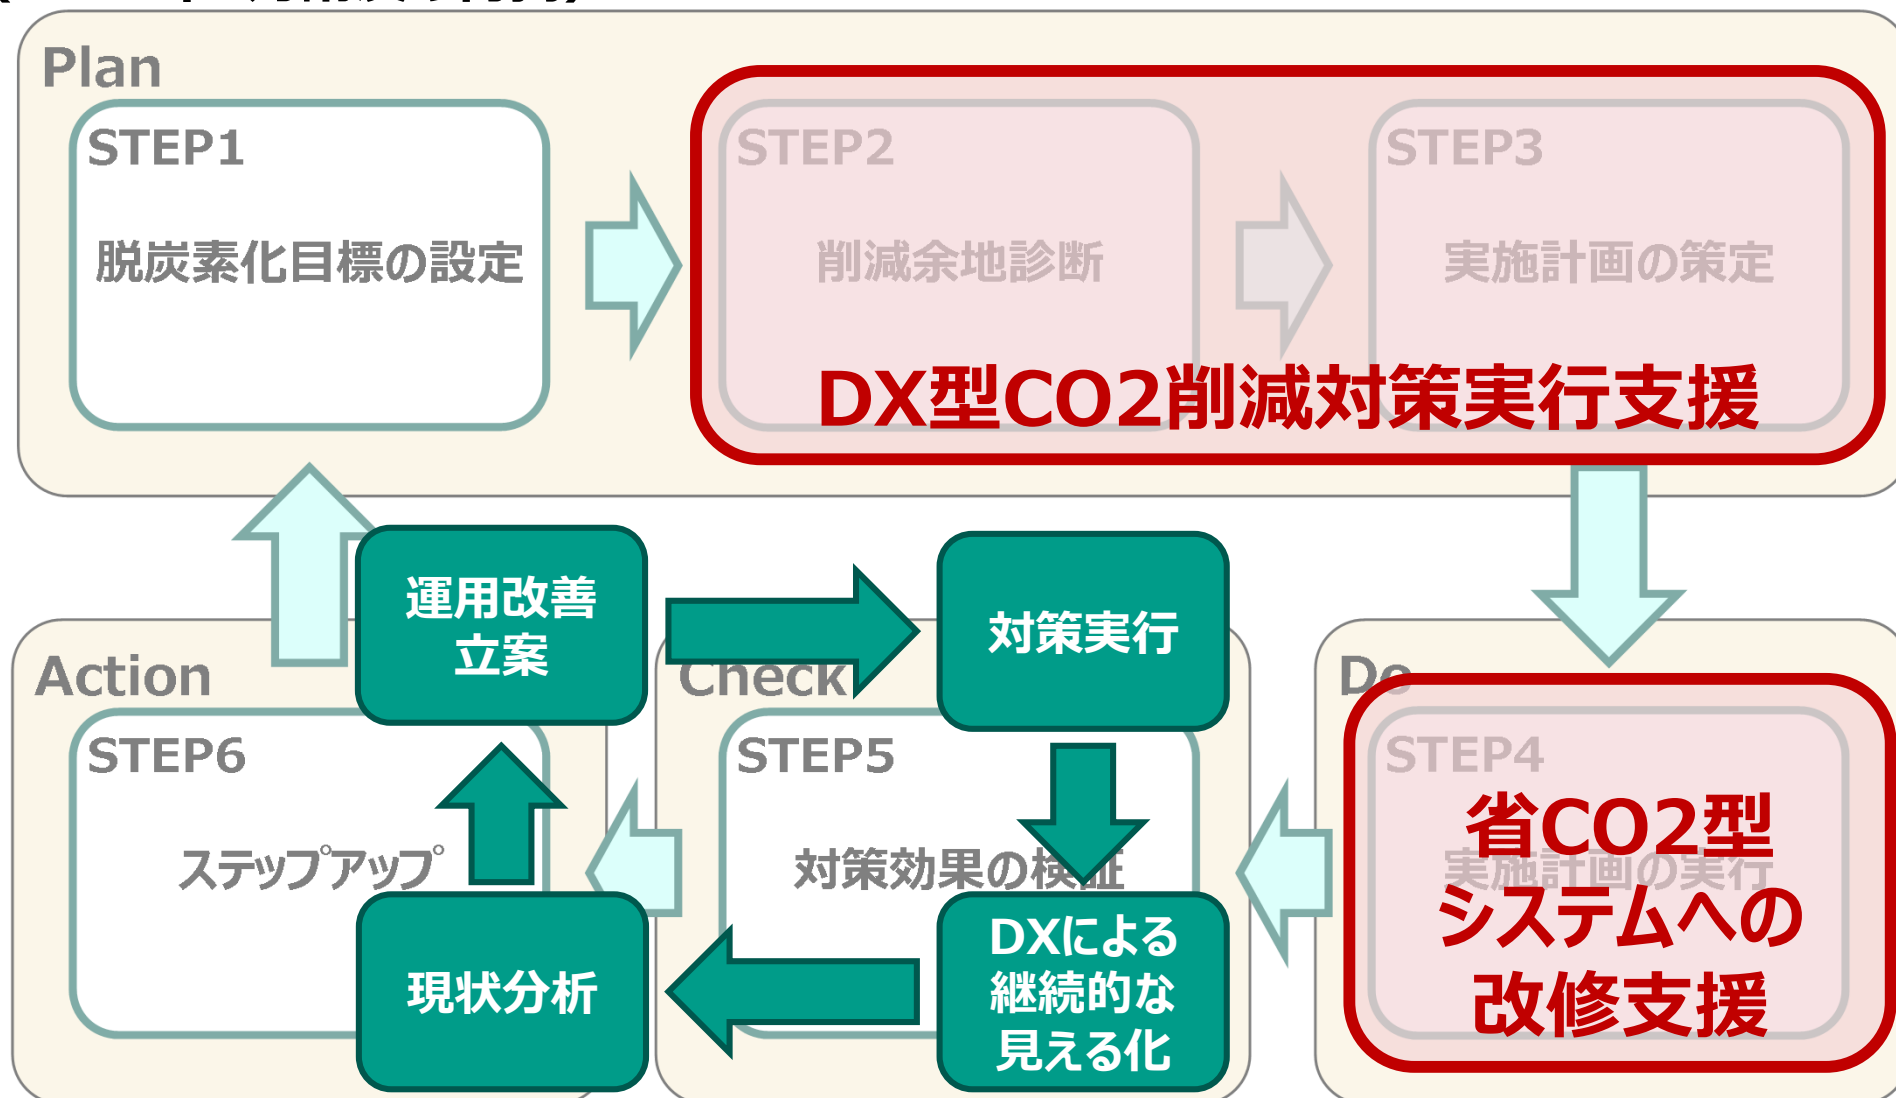 Plan
STEP1
脱炭素化目標の設定
STEP2
削減余地診断
STEP3
実施計画の策定
DX型CO2削減対策実行支援
運用改善
立案
対策実行
Action
STEP6
ステップアップ
Check
STEP5
対策効果の検証
Do
STEP4
実施計画の実行
省CO2型
システムへの
改修支援
現状分析
DXによる
継続的な
見える化